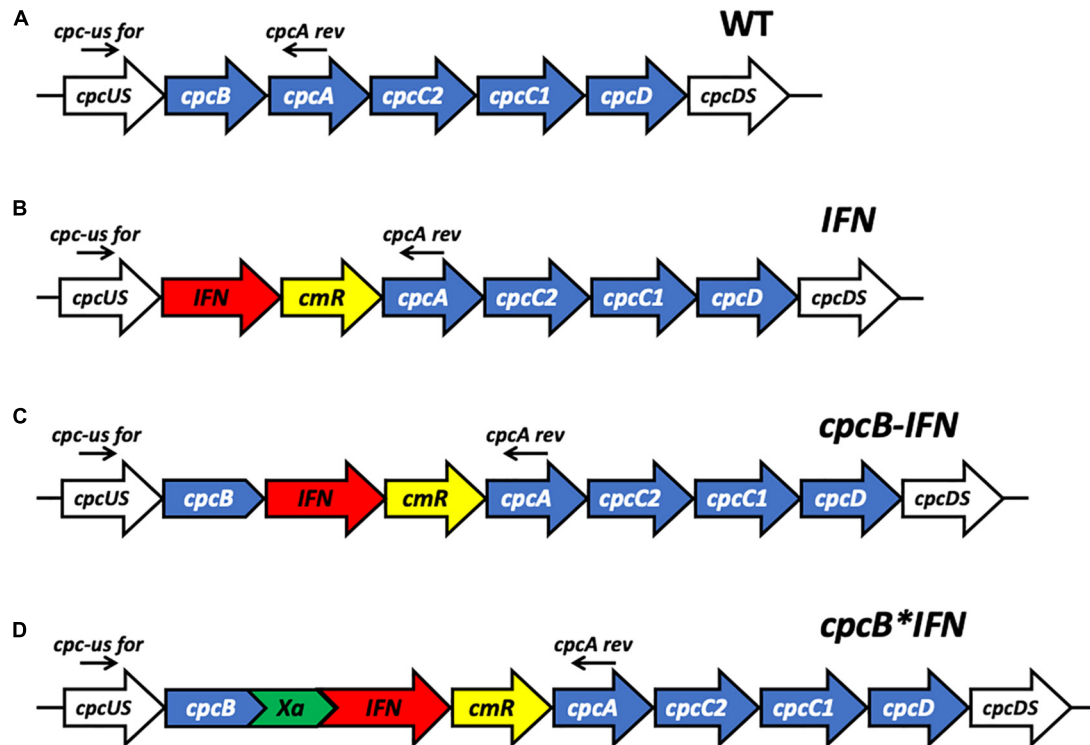 A
WT
cpc-us for
cpcA rev
cpcUS cpcB cpcA cpcC2 cpcC1 cpcD cpcDS
B
IFN
cpc-us for
cpcA rev
cpcUS IFN cmR cpcA cpcC2 cpcC1 cpcD cpcDS
C
cpcB-IFN
cpc-us for
cpcA rev
cpcUS cpcB IFN cmR cpcA cpcC2 cpcC1 cpcD cpcDS
D
cpcB*IFN
cpc-us for
cpcA rev
cpcUS cpcB Xa IFN cmR cpcA cpcC2 cpcC1 cpcD cpcDS